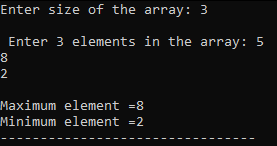 Enter size of the array: 3
Enter 3 elements in the array: 5
8
2
Maximum element =8
Minimum element =2
--------------------------------